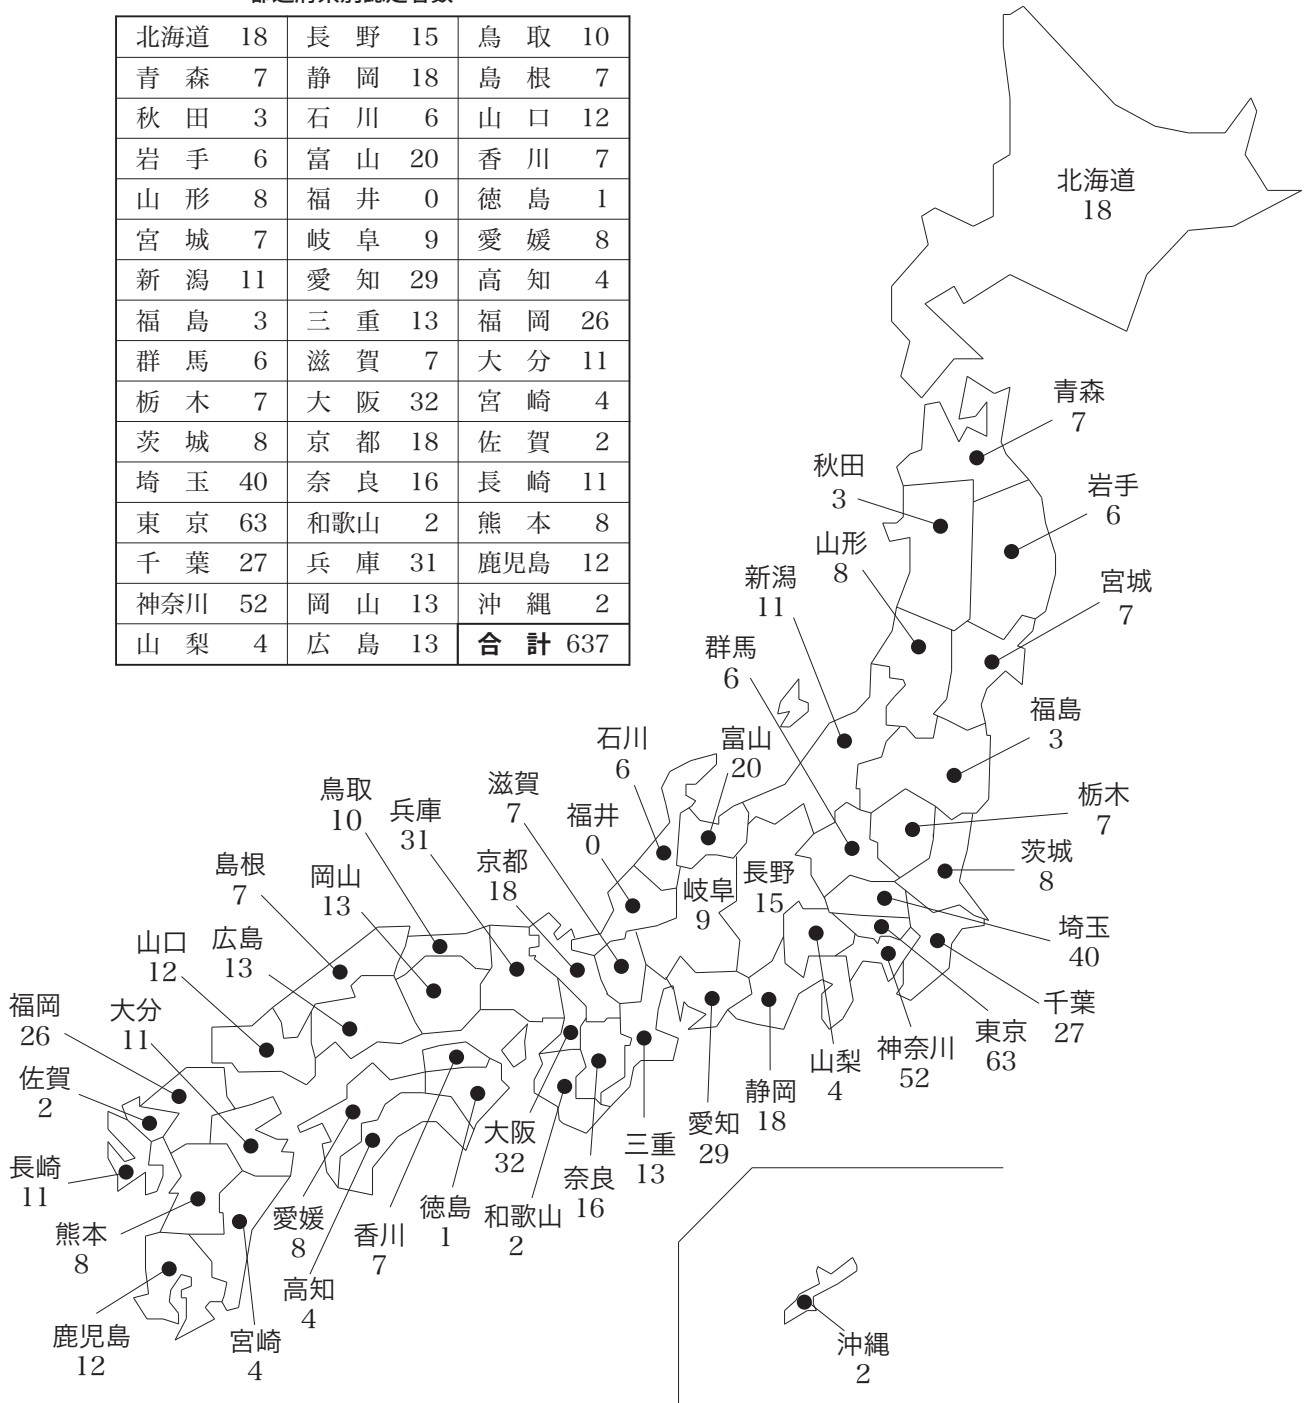 北海道 18 長野 15 鳥取 10
青森 7 静岡 18 島根 7
秋田 3 石川 6 山口 12
岩手 6 富山 20 香川 7
山形 8 福井 0 徳島 1
宮城 7 岐阜 9 愛媛 8
新潟 11 愛知 29 高知 4
福島 3 三重 13 福岡 26
群馬 6 滋賀 7 大分 11
栃木 7 大阪 32 宮崎 4
茨城 8 京都 18 佐賀 2
埼玉 40 奈良 16 長崎 11
東京 63 和歌山 2 熊本 8
千葉 27 兵庫 31 鹿児島 12
神奈川 52 岡山 13 沖縄 2
山梨 4 広島 13 合計 637
北海道
18
青森
7
秋田
3
岩手
6
山形
8
新潟
11
宮城
7
群馬
6
福島
3
石川
6
富山
20
滋賀
7
鳥取
10
兵庫
31
福井
0
栃木
7
茨城
8
京都
18
島根
7
岡山
13
岐阜
9
長野
15
埼玉
40
山口
12
広島
13
福岡
26
大分
11
千葉
27
東京
63
神奈川
52
山梨
4
佐賀
2
静岡
18
愛知
29
大阪
32
三重
13
長崎
11
奈良
16
徳島
1
和歌山
2
愛媛
8
香川
7
熊本
8
高知
4
鹿児島
12
宮崎
4
沖縄
2